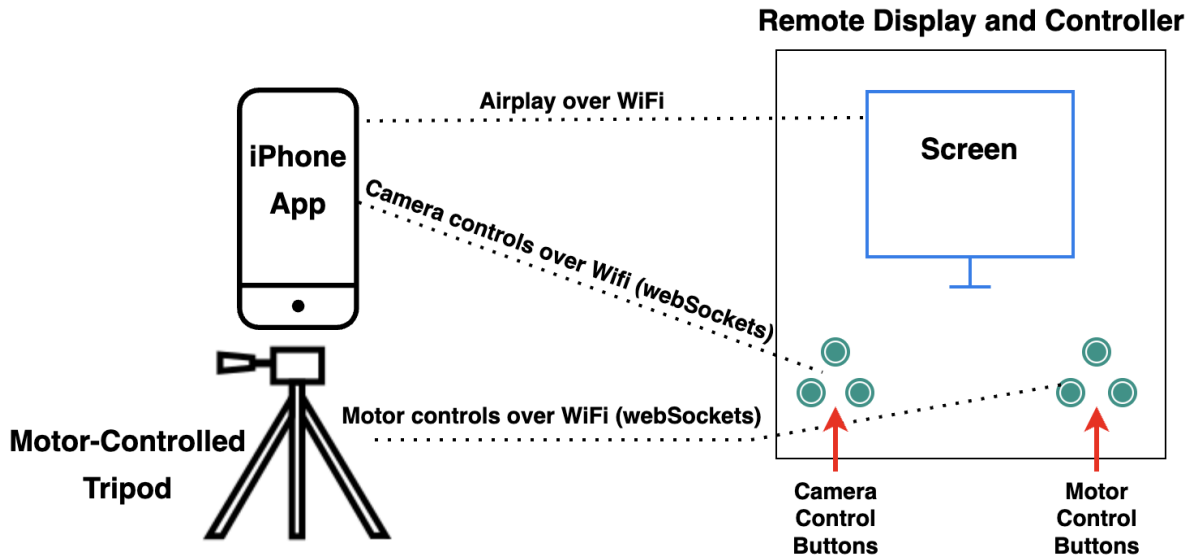 Remote Display and Controller
Airplay over WiFi
iPhone
App
Screen
Camera controls over Wifi (webSockets)
Motor controls over WiFi (webSockets)
Motor-Controlled
Tripod
Camera
Control
Buttons
Motor
Control
Buttons